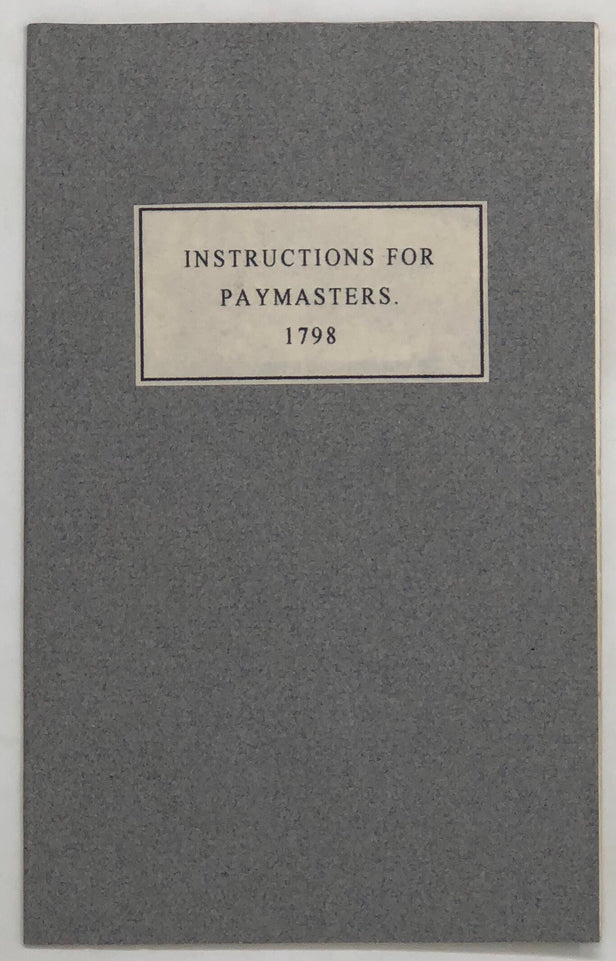 INSTRUCTIONS FOR
PAYMASTERS.
1798